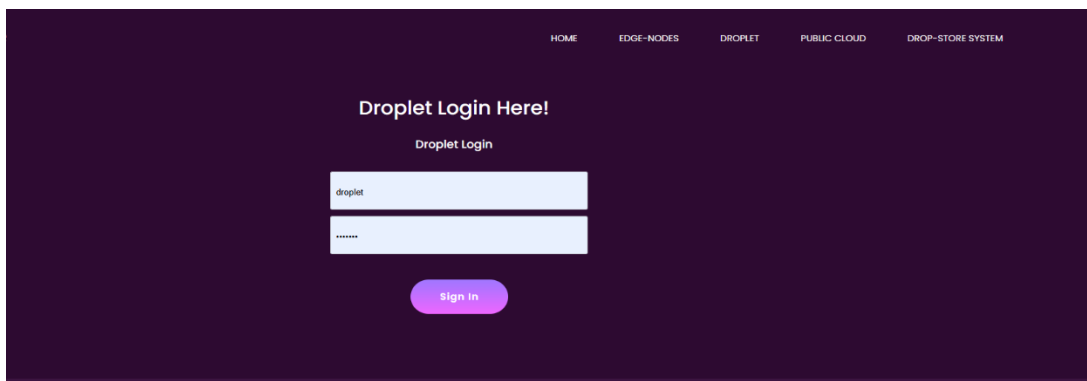 HOME EDGE-NODES DROPLET PUBLIC CLOUD DROP-STORE SYSTEM
Droplet Login Here!
Droplet Login
droplet
•••••••
Sign In